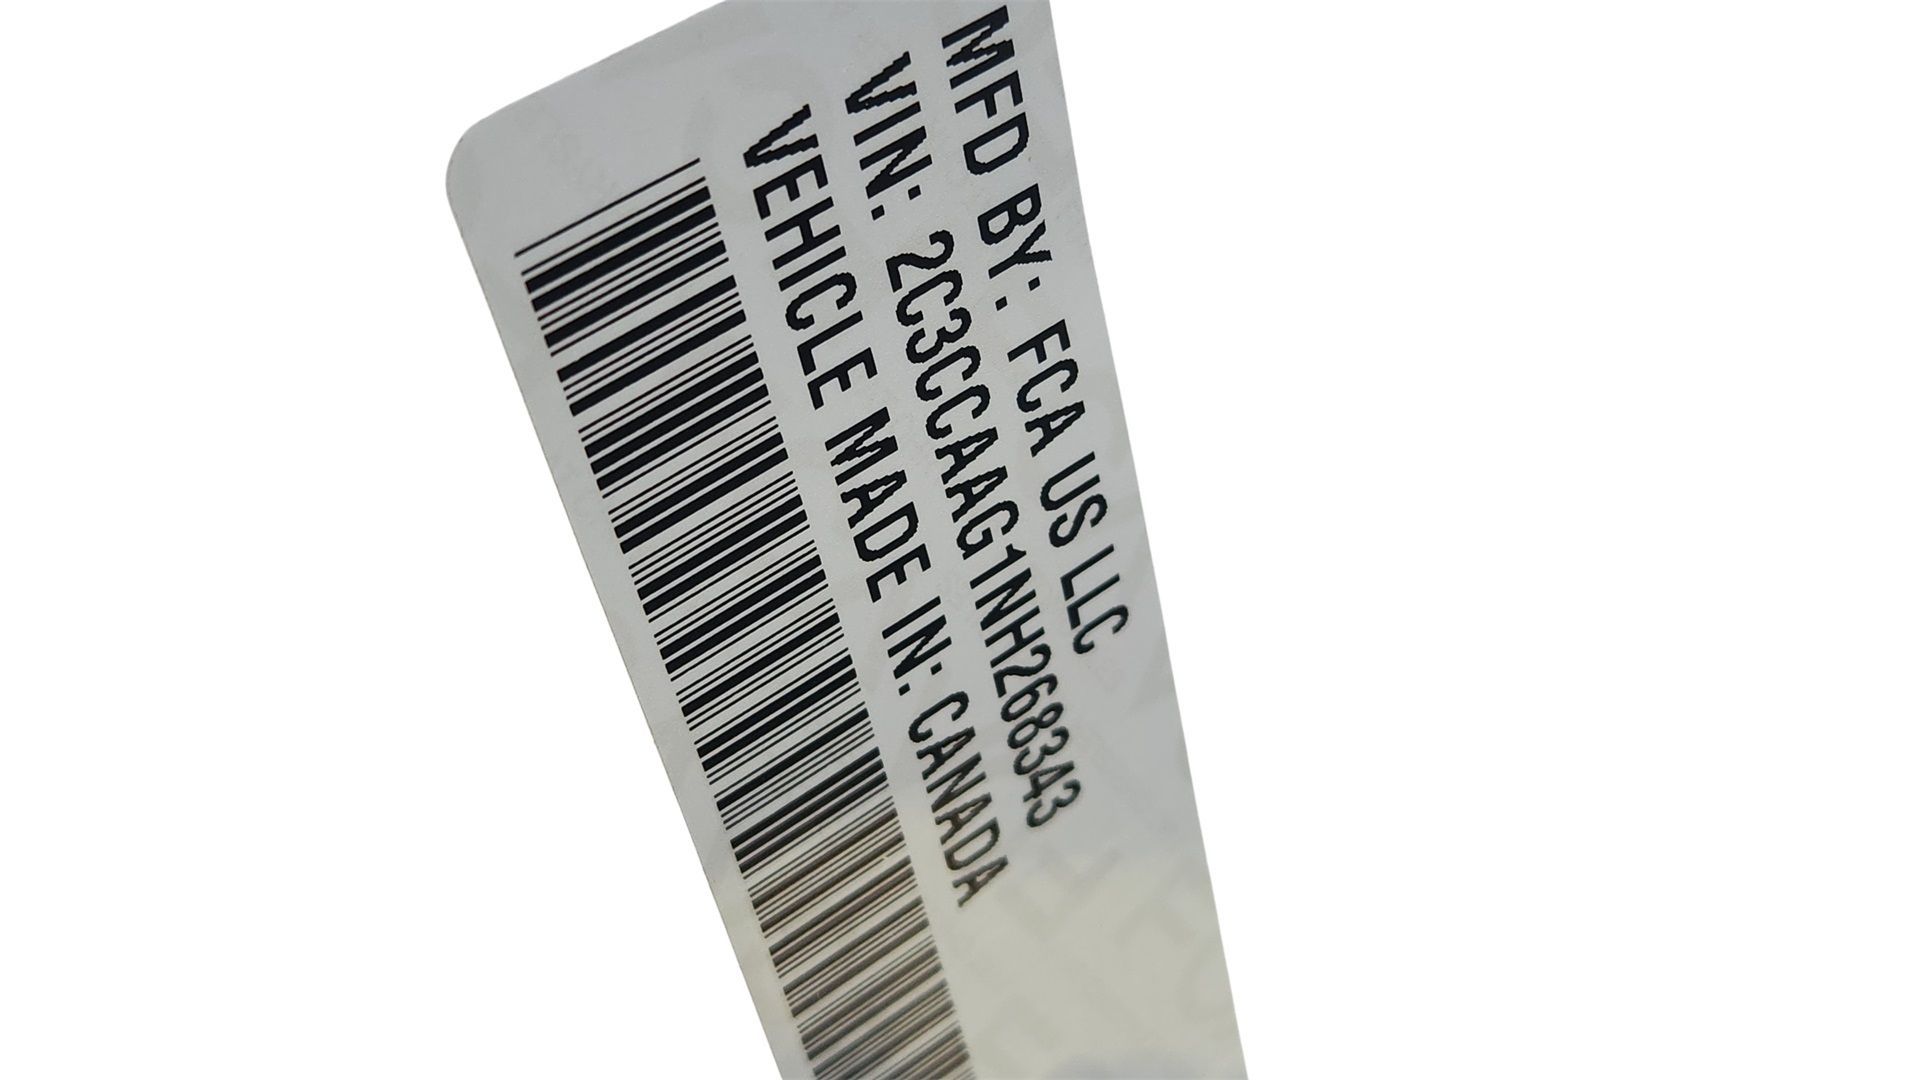 MFD BY: FCA US LLC
VIN: 2C3CCAAG1NH268343
VEHICLE MADE IN: CANADA